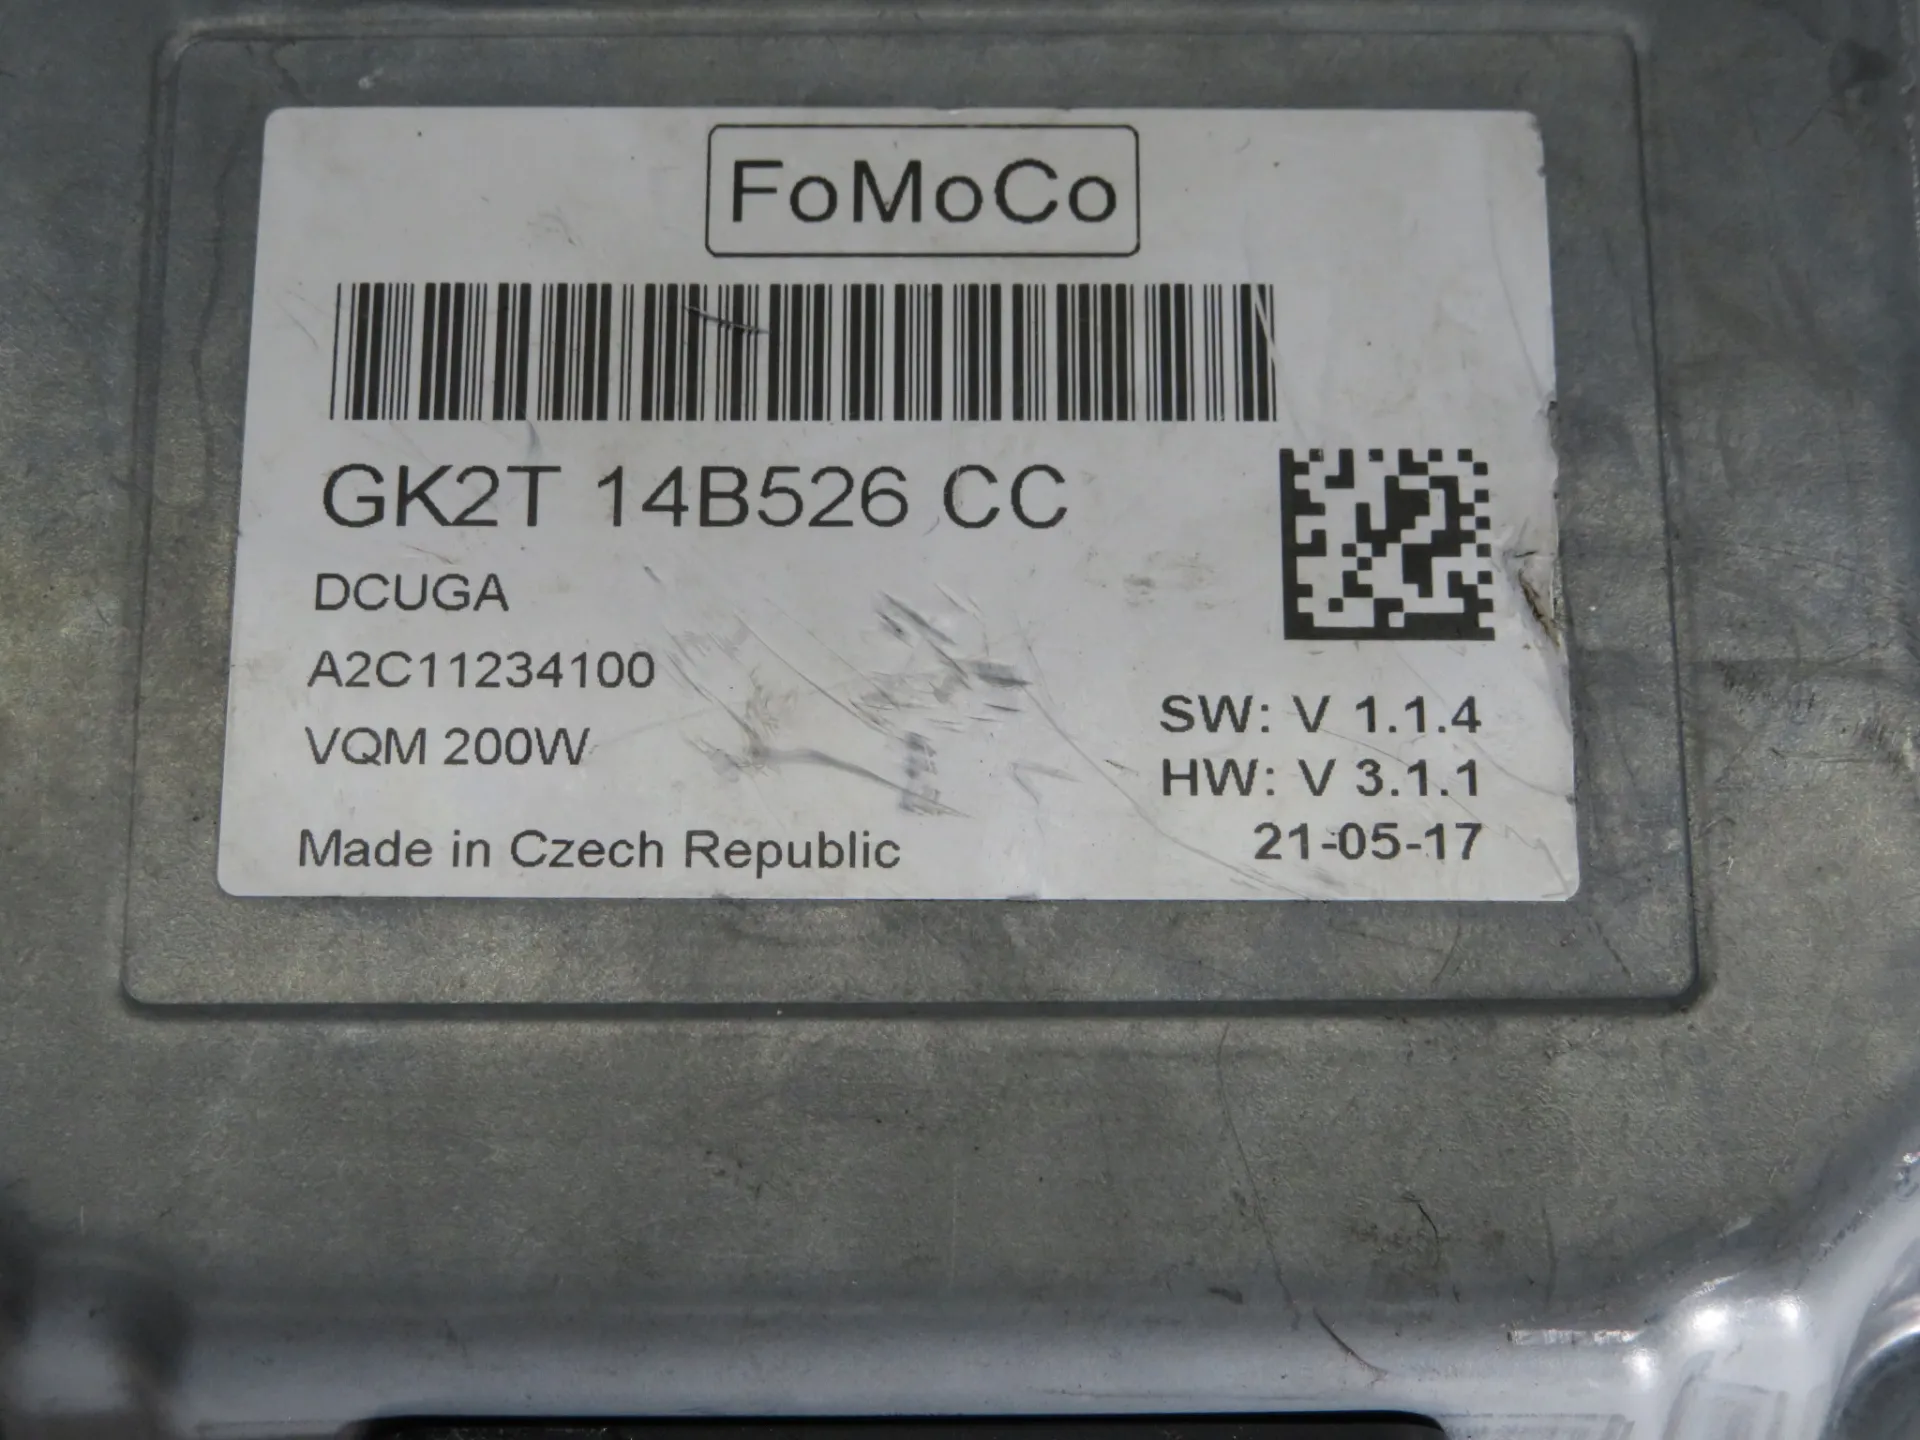 FoMoCo
GK2T 14B526 CC
DCUGA
A2C11234100
VQM 200W
SW: V 1.1.4
HW: V 3.1.1
21-05-17
Made in Czech Republic